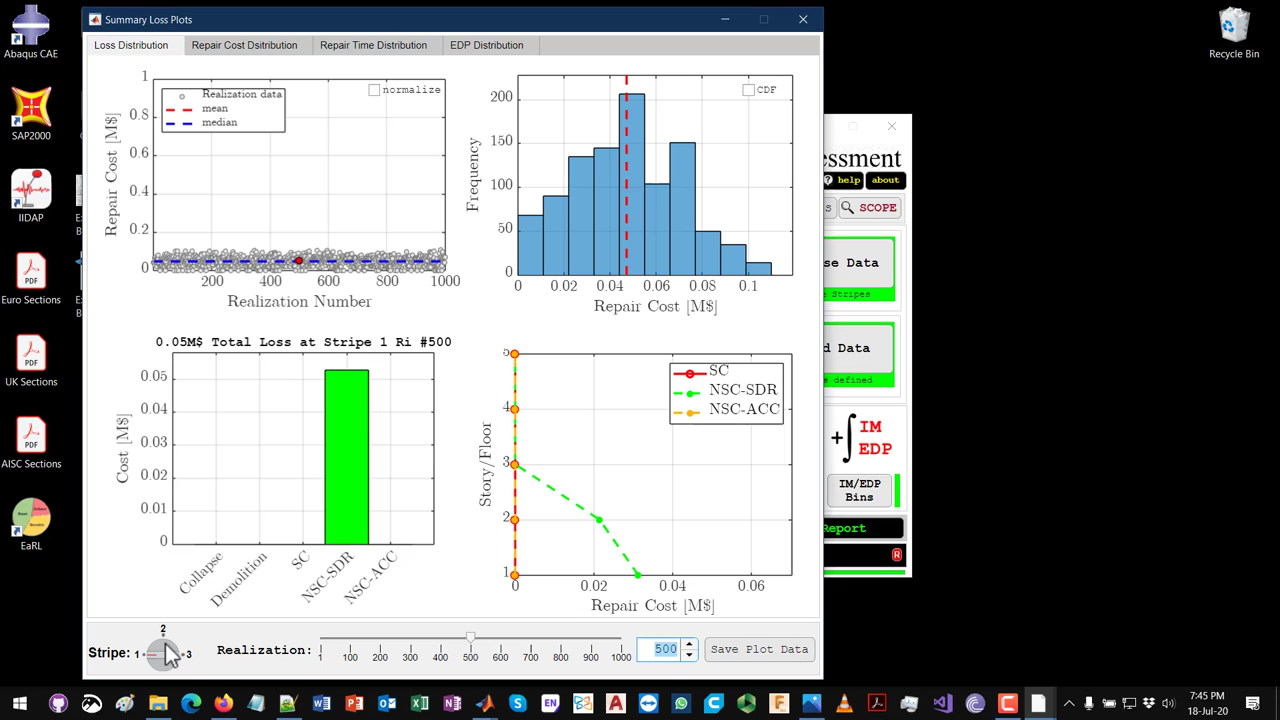 Summary Loss Plots
Loss Distribution
Repair Cost Dsitribution
Repair Time Distribution
EDP Distribution
Abaqus CAE
SAP2000
IIDAP
Euro Sections
UK Sections
AISC Sections
EaRL
Recycle Bin
Realization data
mean
median
normalize
Repair Cost [M$]
1
0.8
0.6
0.4
0.2
0
200
400
600
800
1000
Realization Number
CDF
Frequency
200
150
100
50
0
0
0.02
0.04
0.06
0.08
0.1
Repair Cost [M$]
0.05M$ Total Loss at Stripe 1 Ri #500
Cost [M$]
0.05
0.04
0.03
0.02
0.01
0
Collapse
Demolition
SC
NSC-SDR
NSC-ACC
SC
NSC-SDR
NSC-ACC
Story/Floor
5
4
3
2
1
0
0.02
0.04
0.06
Repair Cost [M$]
Stripe:
1
2
3
Realization:
1
100
200
300
400
500
600
700
800
900
1000
500
Save Plot Data
essment
? help
about
S
SCOPE
se Data
e Stripes
d Data
s defined
+∫ IM
EDP
IM/EDP
Bins
Report
R
EN
7:45 PM
18-Jul-20